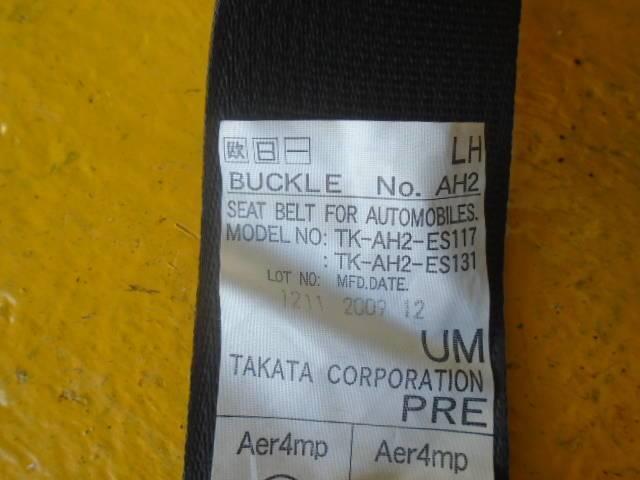 欧 日 一 LH
BUCKLE No. AH2
SEAT BELT FOR AUTOMOBILES.
MODEL NO: TK-AH2-ES117
: TK-AH2-ES131
LOT NO: MFD.DATE.
1211 2009 12
UM
TAKATA CORPORATION
PRE
Aer4mp Aer4mp